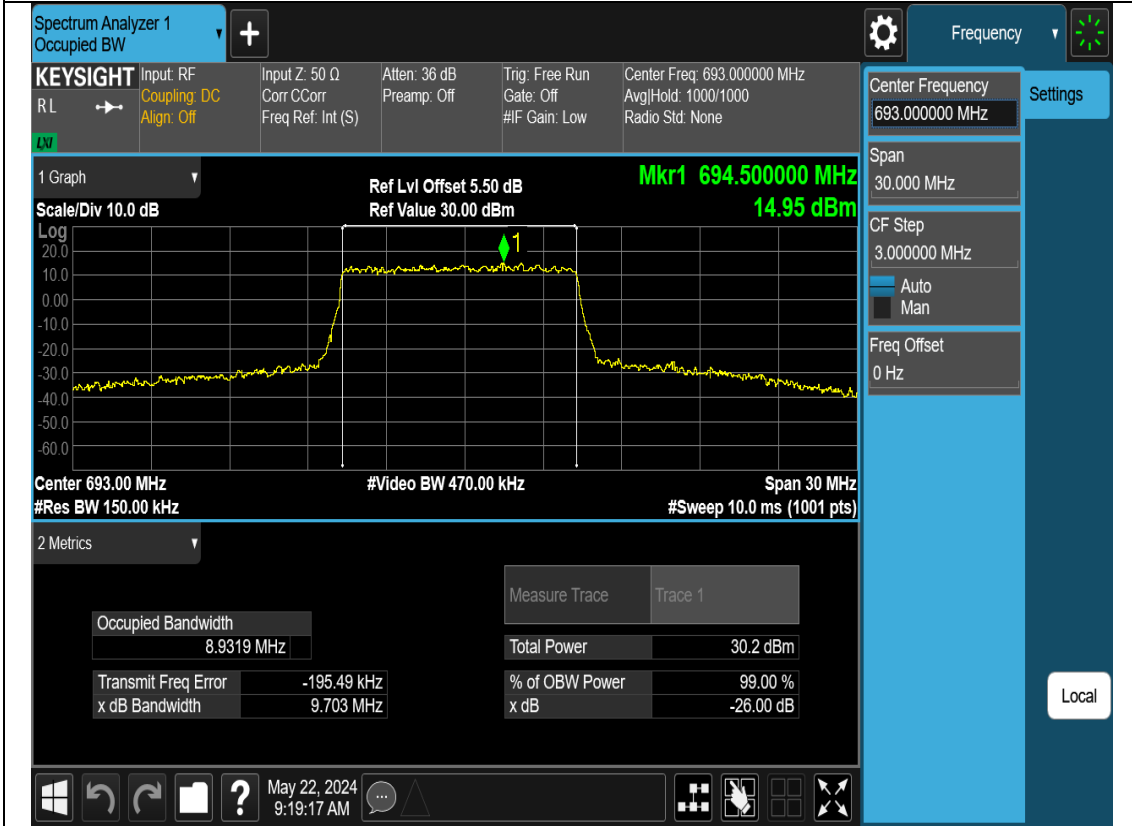 Spectrum Analyzer 1
Occupied BW
+
Frequency
KEYSIGHT
R L
LXI
Input: RF
Coupling: DC
Align: Off
Input Z: 50 Ω
Corr CCorr
Freq Ref: Int (S)
Atten: 36 dB
Preamp: Off
Trig: Free Run
Gate: Off
#IF Gain: Low
Center Freq: 693.000000 MHz
Avg|Hold: 1000/1000
Radio Std: None
Center Frequency
693.000000 MHz
Settings
Span
30.000 MHz
CF Step
3.000000 MHz
Auto
Man
Freq Offset
0 Hz
Local
1 Graph
Scale/Div 10.0 dB
Ref Lvl Offset 5.50 dB
Ref Value 30.00 dBm
Mkr1 694.500000 MHz
14.95 dBm
Log
1
20.0
10.0
0.00
-10.0
-20.0
-30.0
-40.0
-50.0
-60.0
Center 693.00 MHz
#Video BW 470.00 kHz
Span 30 MHz
#Res BW 150.00 kHz
#Sweep 10.0 ms (1001 pts)
2 Metrics
Measure Trace
Trace 1
Occupied Bandwidth
8.9319 MHz
Total Power
30.2 dBm
Transmit Freq Error
-195.49 kHz
% of OBW Power
99.00 %
x dB Bandwidth
9.703 MHz
x dB
-26.00 dB
?
May 22, 2024
9:19:17 AM